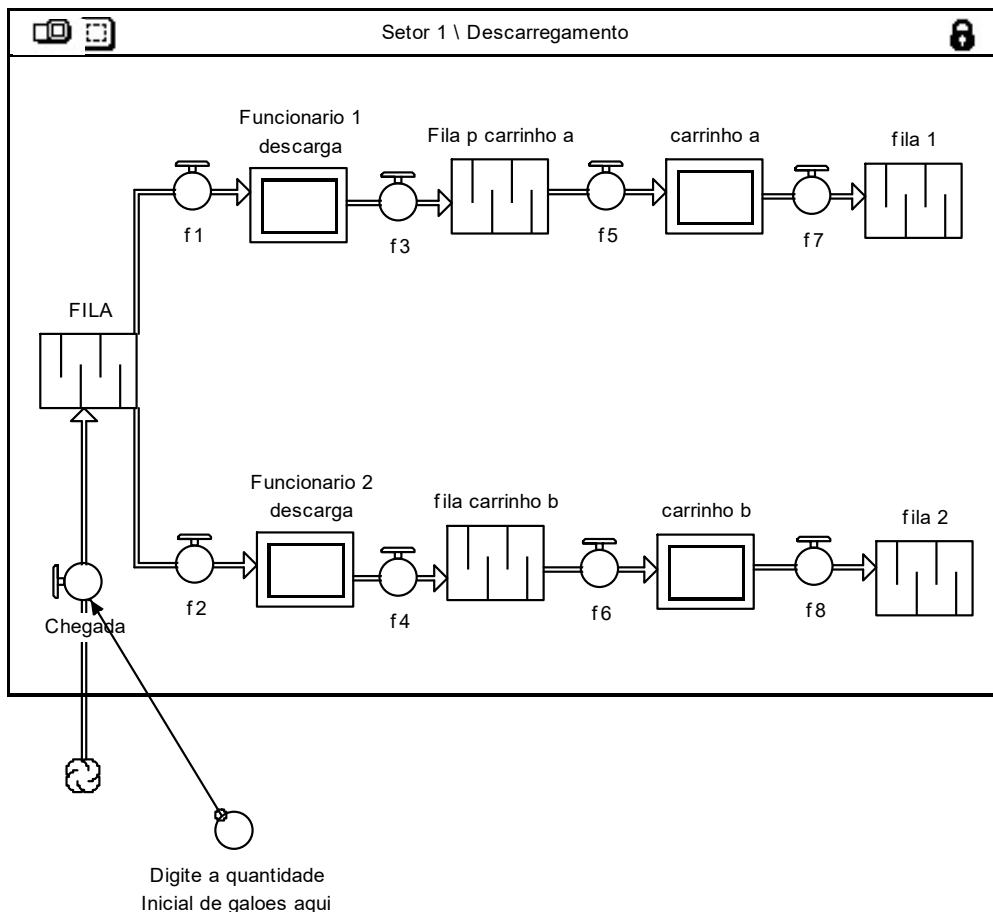 Setor 1 \ Descarregamento
Funcionario 1
descarga
Fila p carrinho a
carrinho a
fila 1
f1
f3
f5
f7
FILA
Funcionario 2
descarga
fila carrinho b
carrinho b
fila 2
f2
f4
f6
f8
Chegada
Digite a quantidade
Inicial de galoes aqui